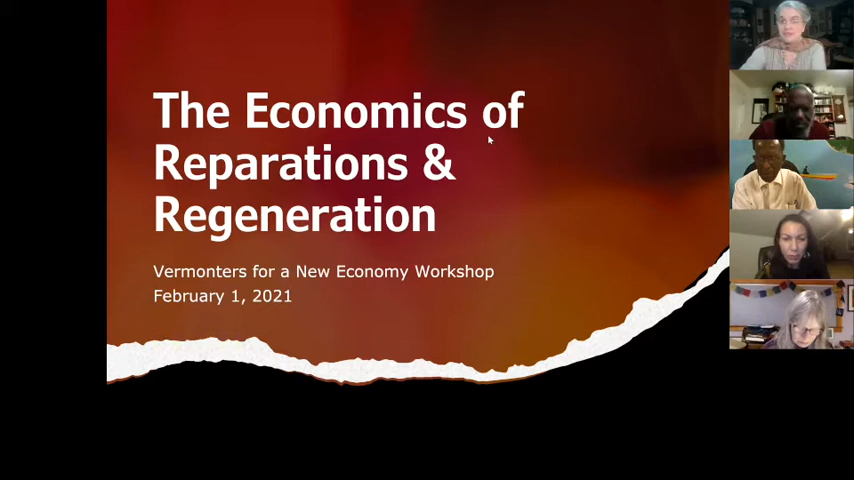 The Economics of
Reparations &
Regeneration
Vermonters for a New Economy Workshop
February 1, 2021